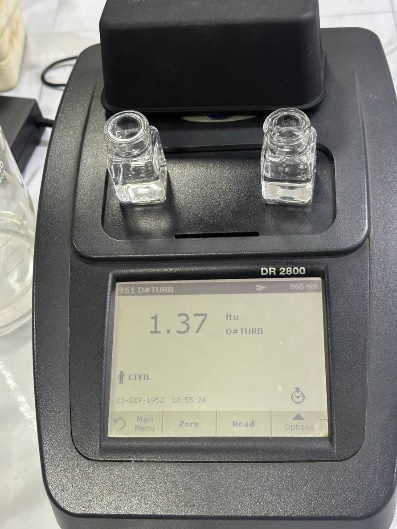 DR 2800
951 D#TURB 860 nm
1.37 ftu
D#TURB
CIVIL
23-SEP-1952 18:55:24
Main Menu Zero Read Options